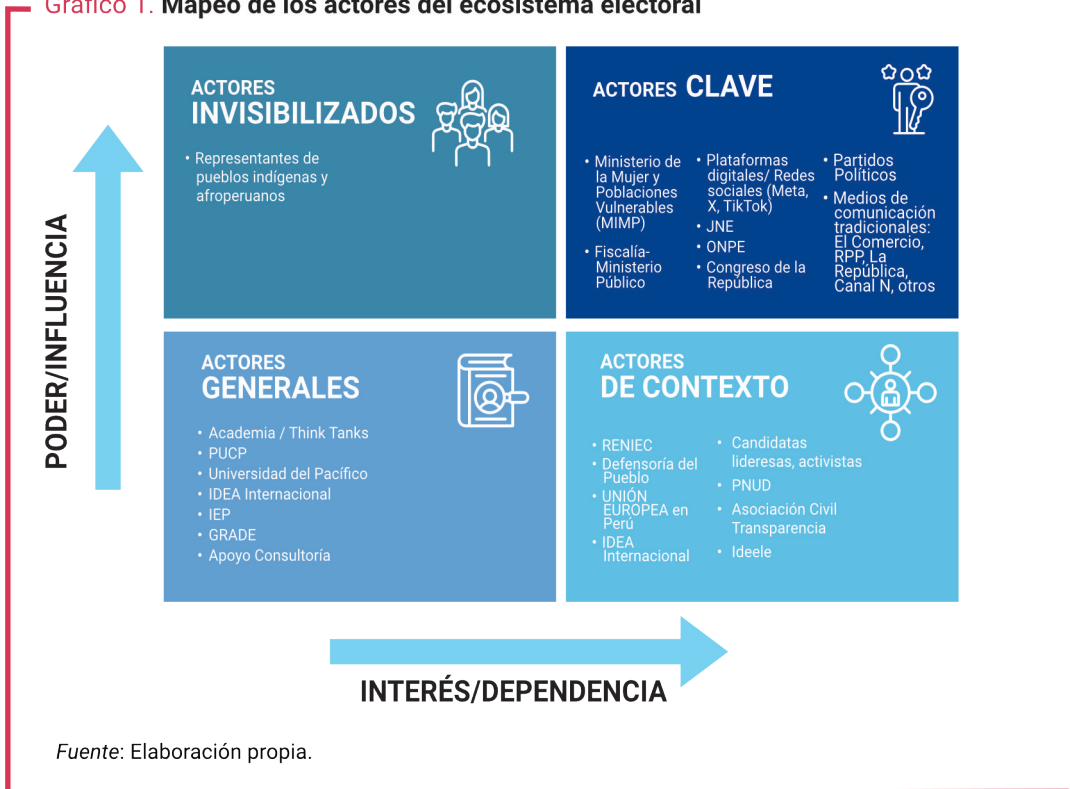 Gráfico 1. Mapeo de los actores del ecosistema electoral
PODER/INFLUENCIA
ACTORES
INVISIBILIZADOS
• Representantes de
pueblos indígenas y
afroperuanos
ACTORES CLAVE
• Ministerio de
la Mujer y
Poblaciones
Vulnerables
(MIMP)
• Fiscalía-
Ministerio
Público
• Plataformas
digitales/ Redes
sociales (Meta,
X, TikTok)
• JNE
• ONPE
• Congreso de la
República
• Partidos
Políticos
• Medios de
comunicación
tradicionales:
El Comercio,
RPP, La
República,
Canal N, otros
ACTORES
GENERALES
• Academia / Think Tanks
• PUCP
• Universidad del Pacífico
• IDEA Internacional
• IEP
• GRADE
• Apoyo Consultoría
ACTORES
DE CONTEXTO
• RENIEC
• Defensoría del
Pueblo
• UNIÓN
EUROPEA en
Perú
• IDEA
Internacional
• Candidatas
lideresas, activistas
• PNUD
• Asociación Civil
Transparencia
• Ideele
INTERÉS/DEPENDENCIA
Fuente: Elaboración propia.